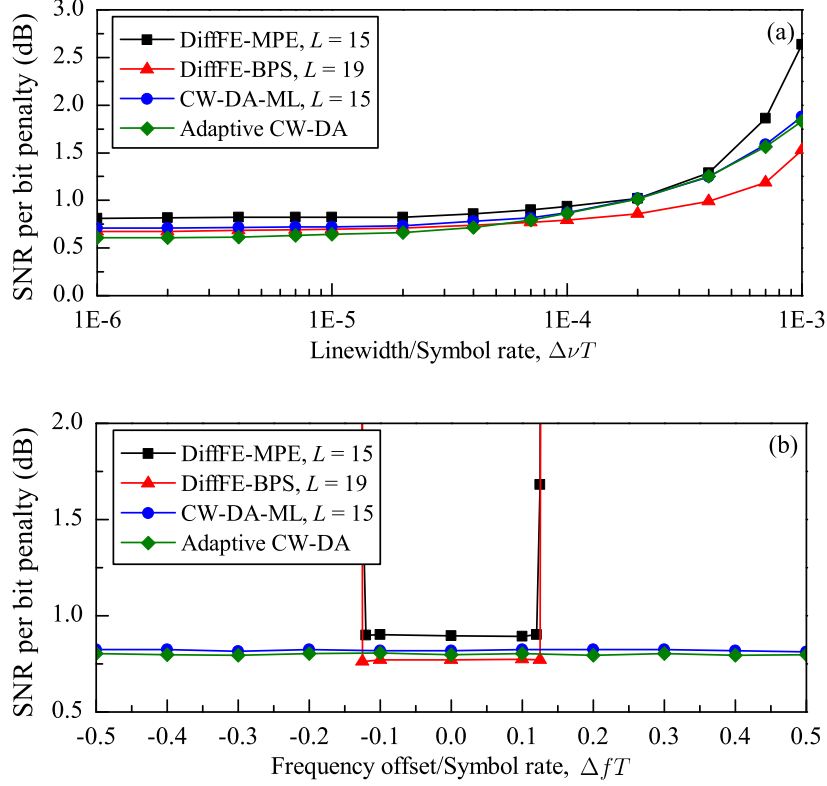 (a)
SNR per bit penalty (dB)
3.0
2.5
2.0
1.5
1.0
0.5
0.0
DiffFE-MPE, L = 15
DiffFE-BPS, L = 19
CW-DA-ML, L = 15
Adaptive CW-DA
1E-6 1E-5 1E-4 1E-3
Linewidth/Symbol rate, ΔνT
(b)
SNR per bit penalty (dB)
2.0
1.5
1.0
0.5
DiffFE-MPE, L = 15
DiffFE-BPS, L = 19
CW-DA-ML, L = 15
Adaptive CW-DA
-0.5 -0.4 -0.3 -0.2 -0.1 0.0 0.1 0.2 0.3 0.4 0.5
Frequency offset/Symbol rate, ΔfT